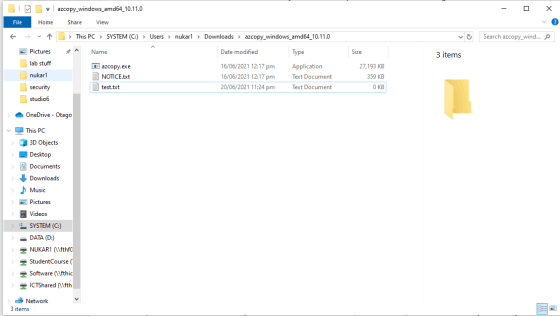 azcopy_windows_amd64_10.11.0
File Home Share View
This PC > SYSTEM (C:) > Users > nukar1 > Downloads > azcopy_windows_amd64_10.11.0
Search azcopy_wind...
Name Date modified Type Size
azcopy.exe 16/06/2021 12:17 pm Application 27,193 KB
NOTICE.txt 16/06/2021 12:17 pm Text Document 359 KB
test.txt 20/06/2021 11:24 pm Text Document 0 KB
3 items
Pictures
lab stuff
nukar1
security
studio6
OneDrive - Otago
This PC
3D Objects
Desktop
Documents
Downloads
Music
Pictures
Videos
SYSTEM (C:)
DATA (D:)
NUKAR1 (\\fthf0
StudentCourse (
Software (\\fthic
ICTShared (\\fth
Network
3 items